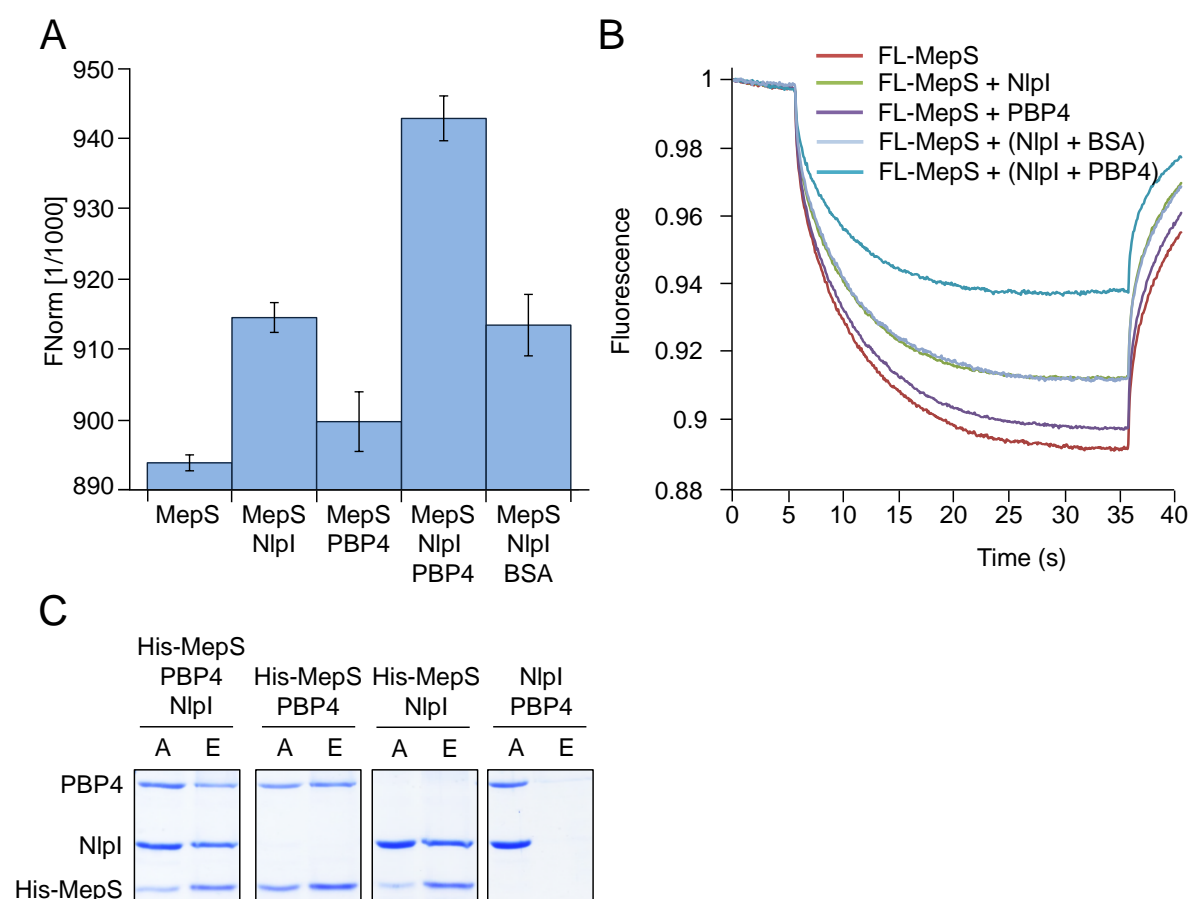 A
FNorm [1/1000]
950
940
930
920
910
900
890
MepS
MepS
NlpI
MepS
PBP4
MepS
NlpI
PBP4
MepS
NlpI
BSA
B
Fluorescence
1
0.98
0.96
0.94
0.92
0.9
0.88
FL-MepS
FL-MepS + NlpI
FL-MepS + PBP4
FL-MepS + (NlpI + BSA)
FL-MepS + (NlpI + PBP4)
0 5 10 15 20 25 30 35 40
Time (s)
C
His-MepS
PBP4
NlpI
His-MepS
PBP4
His-MepS
NlpI
NlpI
PBP4
A E A E A E A E
PBP4
NlpI
His-MepS